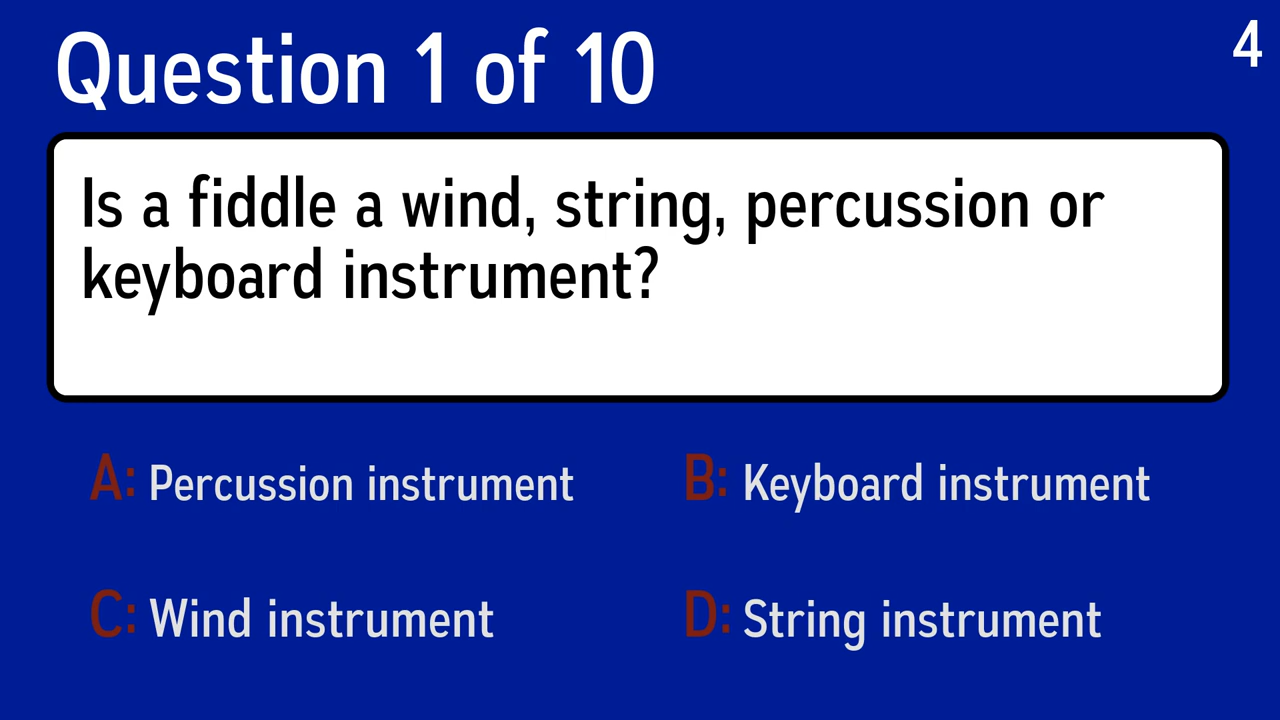 Question 1 of 10
4
Is a fiddle a wind, string, percussion or
keyboard instrument?
A: Percussion instrument
B: Keyboard instrument
C: Wind instrument
D: String instrument